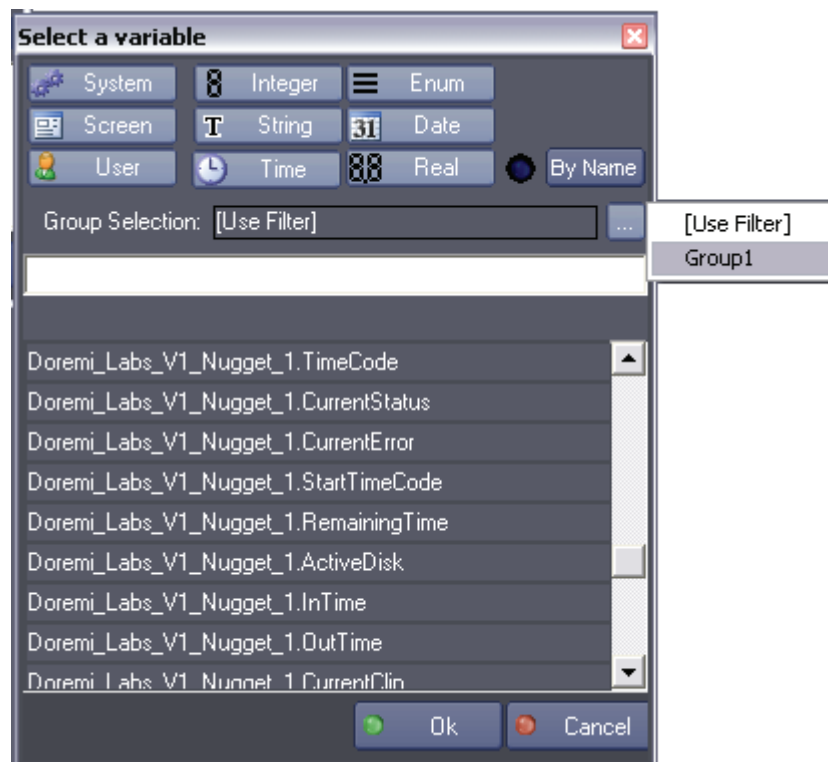 Select a variable
System Integer Enum
Screen String 31 Date
User Time Real By Name
Group Selection: [Use Filter] ... [Use Filter]
Group1
Doremi_Labs_V1_Nugget_1.TimeCode
Doremi_Labs_V1_Nugget_1.CurrentStatus
Doremi_Labs_V1_Nugget_1.CurrentError
Doremi_Labs_V1_Nugget_1.StartTimeCode
Doremi_Labs_V1_Nugget_1.RemainingTime
Doremi_Labs_V1_Nugget_1.ActiveDisk
Doremi_Labs_V1_Nugget_1.InTime
Doremi_Labs_V1_Nugget_1.OutTime
Doremi_Labs_V1_Nugget_1.CurrentClip
Ok Cancel